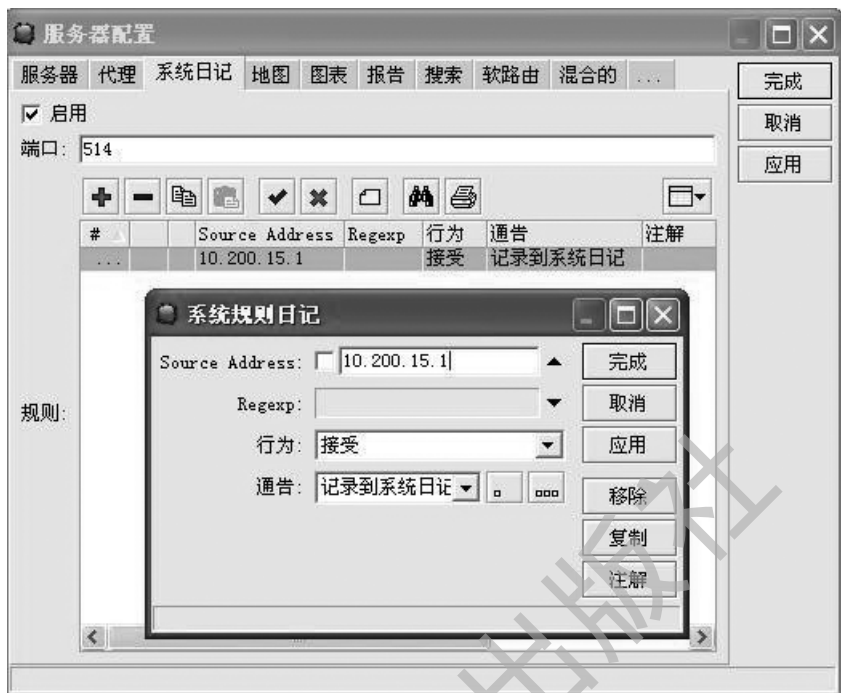 服务器配置
服务器 代理 系统日记 地图 图表 报告 搜索 软路由 混合的 ...
完成
取消
应用
启用
端口: 514
# Source Address Regexp 行为 通告 注解
... 10.200.15.1 接受 记录到系统日记
规则:
系统规则日记
Source Address: 10.200.15.1
Regexp:
行为: 接受
通告: 记录到系统日记
完成
取消
应用
移除
复制
注解
出版社